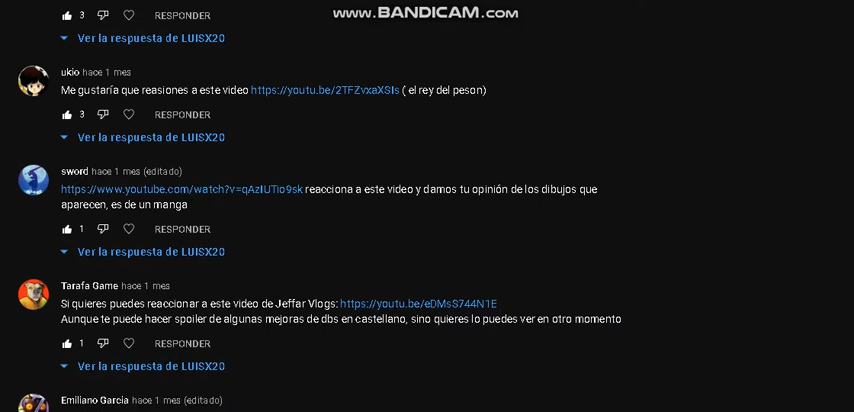 www.BANDICAM.com
3 RESPONDER
Ver la respuesta de LUISX20
ukio hace 1 mes
Me gustaría que reasiones a este video https://youtu.be/2TFZvxaXSIs ( el rey del peson)
3 RESPONDER
Ver la respuesta de LUISX20
sword hace 1 mes (editado)
https://www.youtube.com/watch?v=qAzIUTio9sk reacciona a este video y damos tu opinión de los dibujos que
aparecen, es de un manga
1 RESPONDER
Ver la respuesta de LUISX20
Tarafa Game hace 1 mes
Si quieres puedes reaccionar a este video de Jeffar Vlogs: https://youtu.be/eDMsS744N1E
Aunque te puede hacer spoiler de algunas mejoras de dbs en castellano, sino quieres lo puedes ver en otro momento
1 RESPONDER
Ver la respuesta de LUISX20
Emiliano Garcia hace 1 mes (editado)